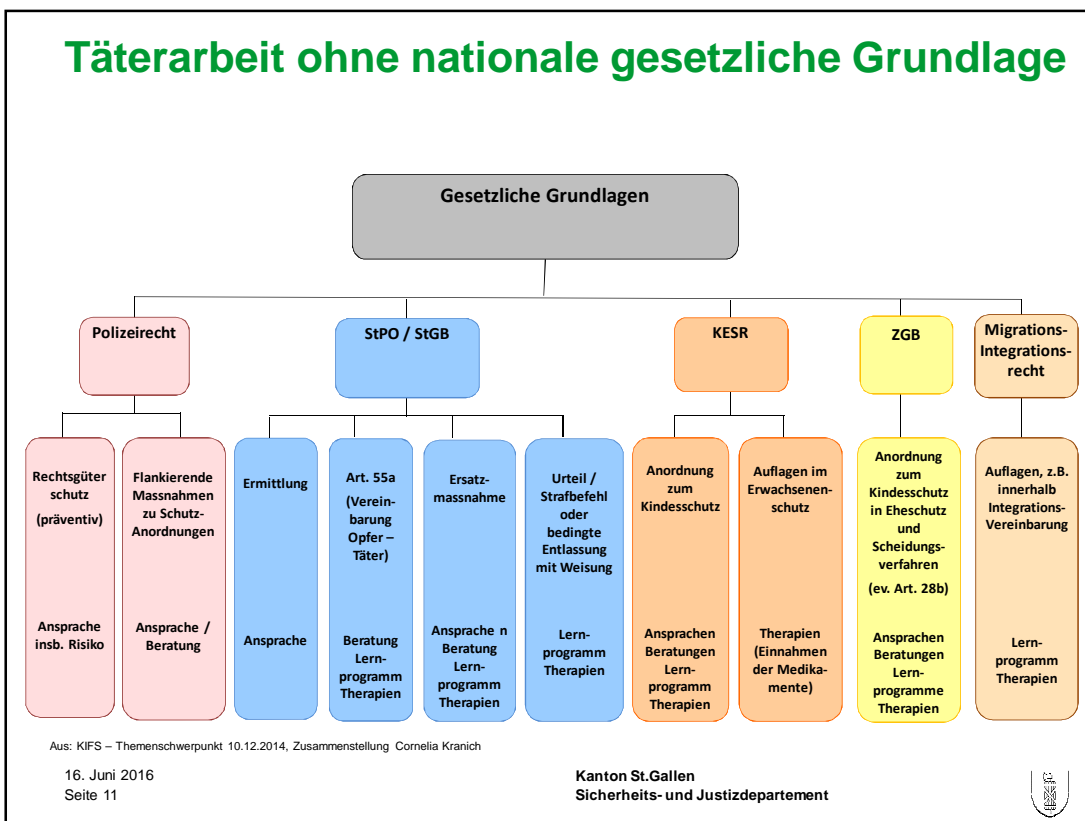 Täterarbeit ohne nationale gesetzliche Grundlage
Gesetzliche Grundlagen
Polizeirecht
StPO / StGB
KESR
ZGB
Migrations-
Integrations-
recht
Rechtsgüter
schutz
(präventiv)
Ansprache
insb. Risiko
Flankierende
Massnahmen
zu Schutz-
Anordnungen
Ansprache /
Beratung
Ermittlung
Ansprache
Art. 55a
(Verein-
barung
Opfer –
Täter)
Beratung
Lern-
programm
Therapien
Ersatz-
massnahme
Ansprache n
Beratung
Lern-
programm
Therapien
Urteil /
Strafbefehl
oder
bedingte
Entlassung
mit Weisung
Lern-
programm
Therapien
Anordnung
zum
Kindesschutz
Ansprachen
Beratungen
Lern-
programm
Therapien
Auflagen im
Erwachsenen-
schutz
Therapien
(Einnahmen
der Medika-
mente)
Anordnung
zum
Kindesschutz
in Eheschutz
und
Scheidungs-
verfahren
(ev. Art. 28b)
Ansprachen
Beratungen
Lern-
programme
Therapien
Auflagen, z.B.
innerhalb
Integrations-
Vereinbarung
Lern-
programm
Therapien
Aus: KIFS – Themenschwerpunkt 10.12.2014, Zusammenstellung Cornelia Kranich
16. Juni 2016
Seite 11
Kanton St.Gallen
Sicherheits- und Justizdepartement